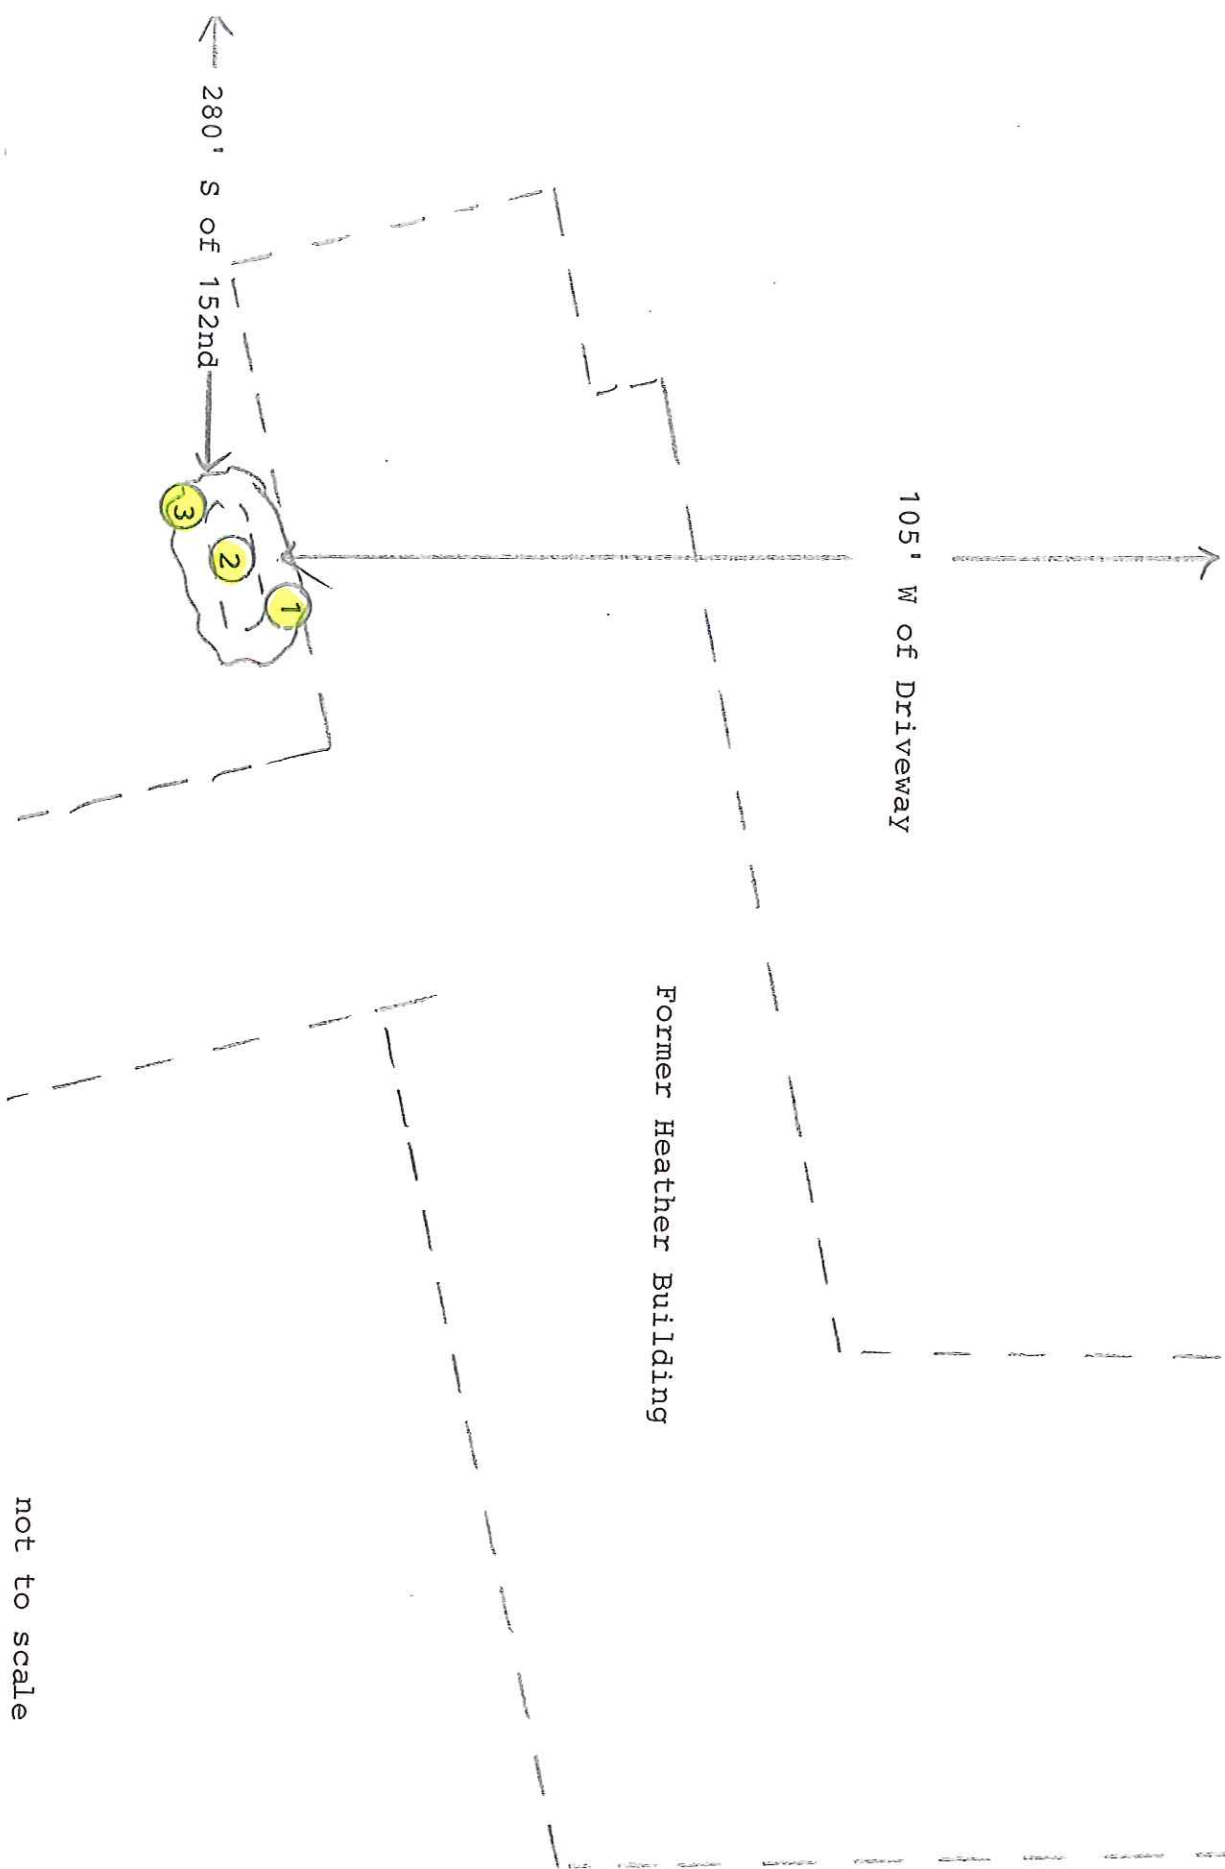 105' W of Driveway
280' S of 152nd
1
2
3
Former Heather Building
not to scale